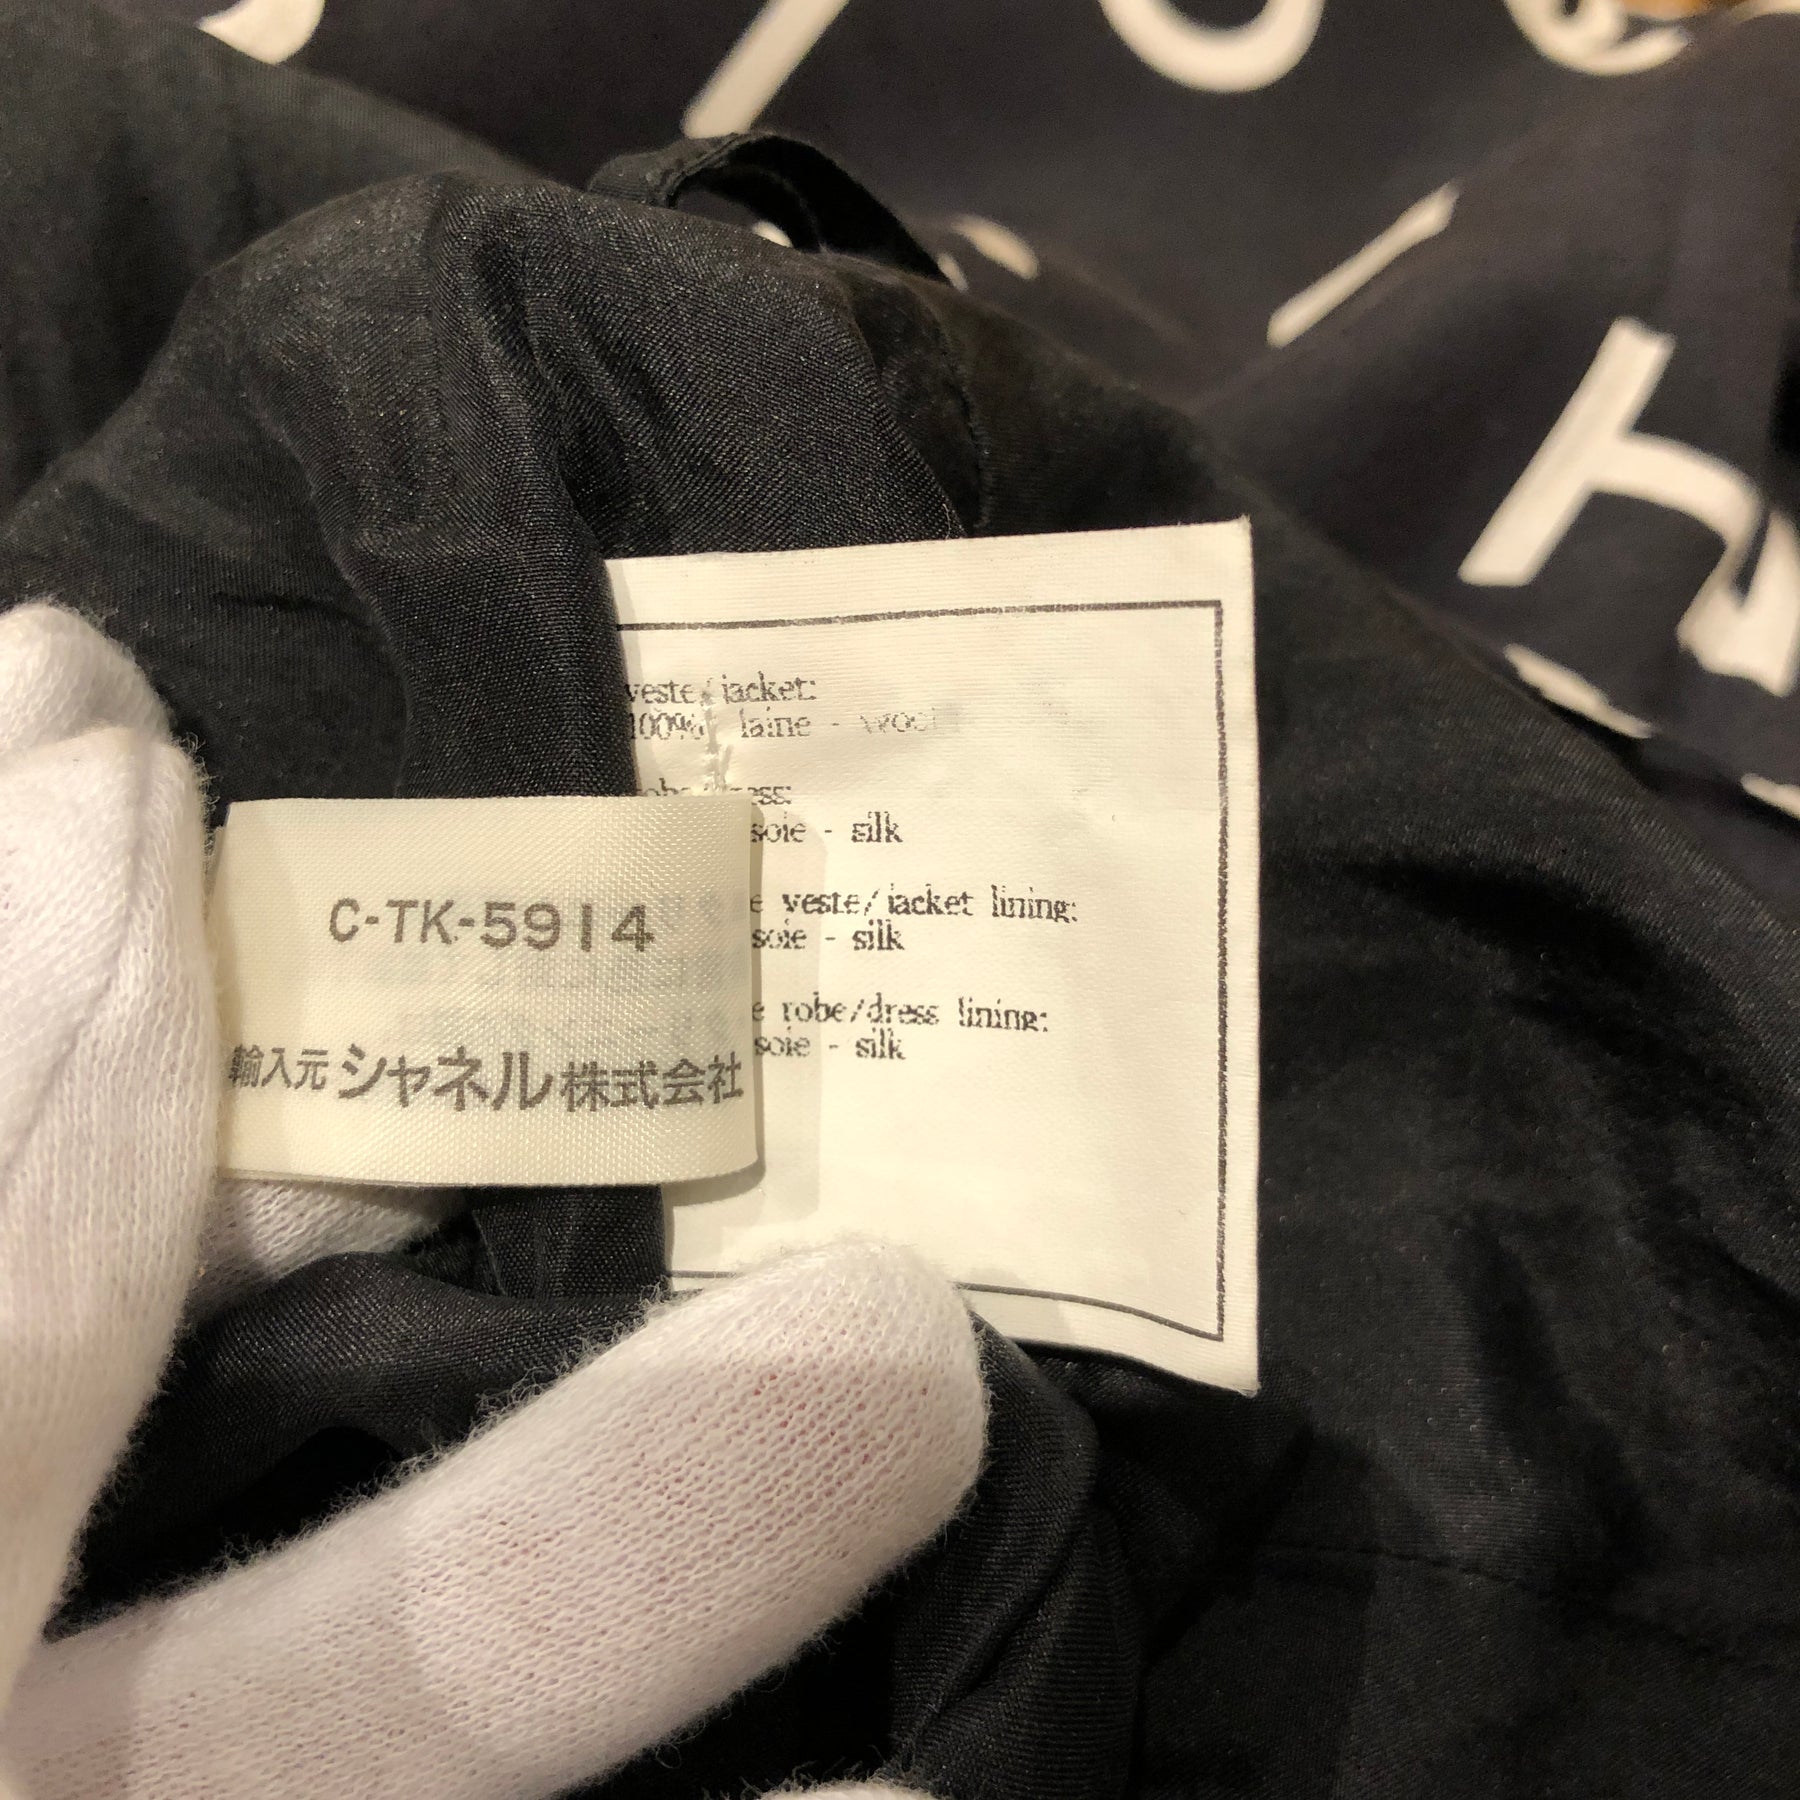 veste/jacket:
100% laine - wool
robe/dress:
soie - silk
e veste/jacket lining:
soie - silk
e robe/dress lining:
soie - silk
C-TK-5914
輸入元 シャネル 株式会社